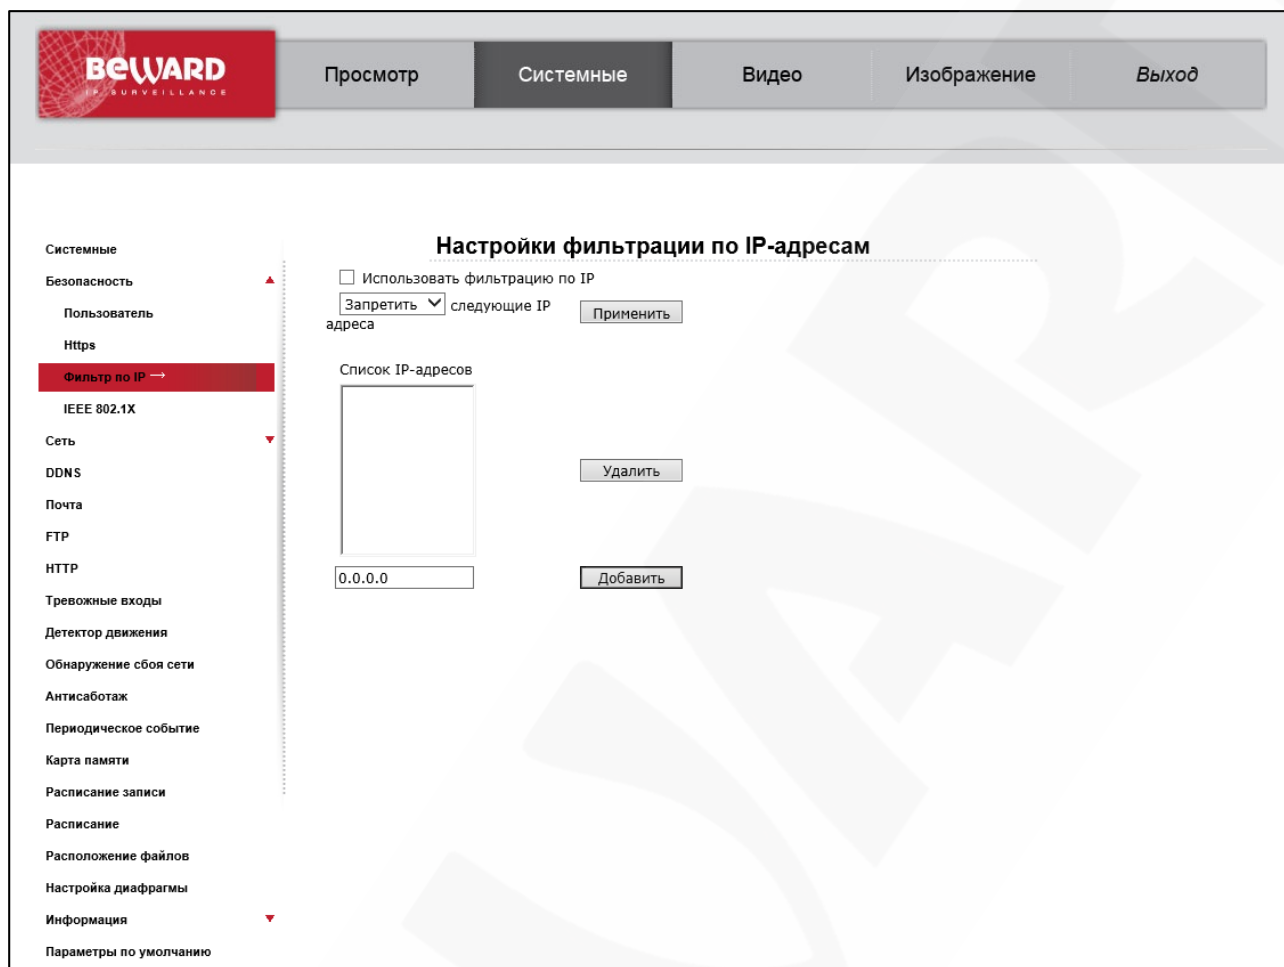 BEWARD
IP SURVEILLANCE
Просмотр
Системные
Видео
Изображение
Выход
Системные
Безопасность
Пользователь
Https
Фильтр по IP →
IEEE 802.1X
Сеть
DDNS
Почта
FTP
HTTP
Тревожные входы
Детектор движения
Обнаружение сбоя сети
Антисаботаж
Периодическое событие
Карта памяти
Расписание записи
Расписание
Расположение файлов
Настройка диафрагмы
Информация
Параметры по умолчанию
Настройки фильтрации по IP-адресам
Использовать фильтрацию по IP
Запретить следующие IP
адреса
Применить
Список IP-адресов
Удалить
0.0.0.0
Добавить